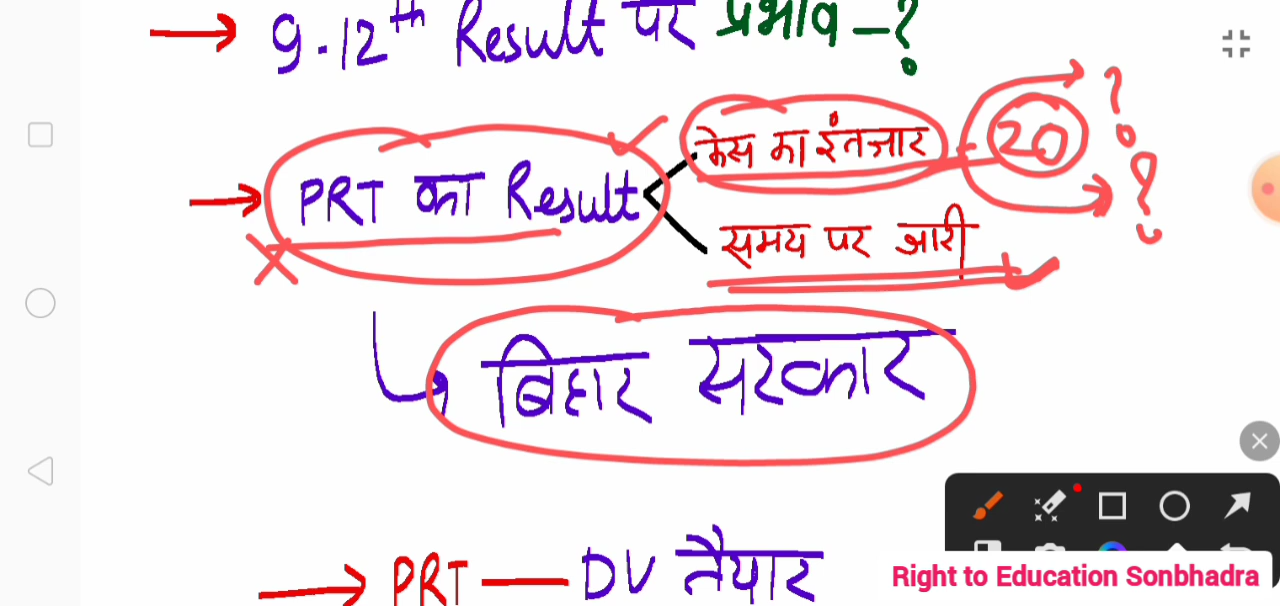 → 9-12th Result पर प्रभाव -?
केस का इंतजार - 20 ? ?
→ PRT का Result
समय पर जारी
बिहार सरकार
→ PRT — DV तैयार
Right to Education Sonbhadra